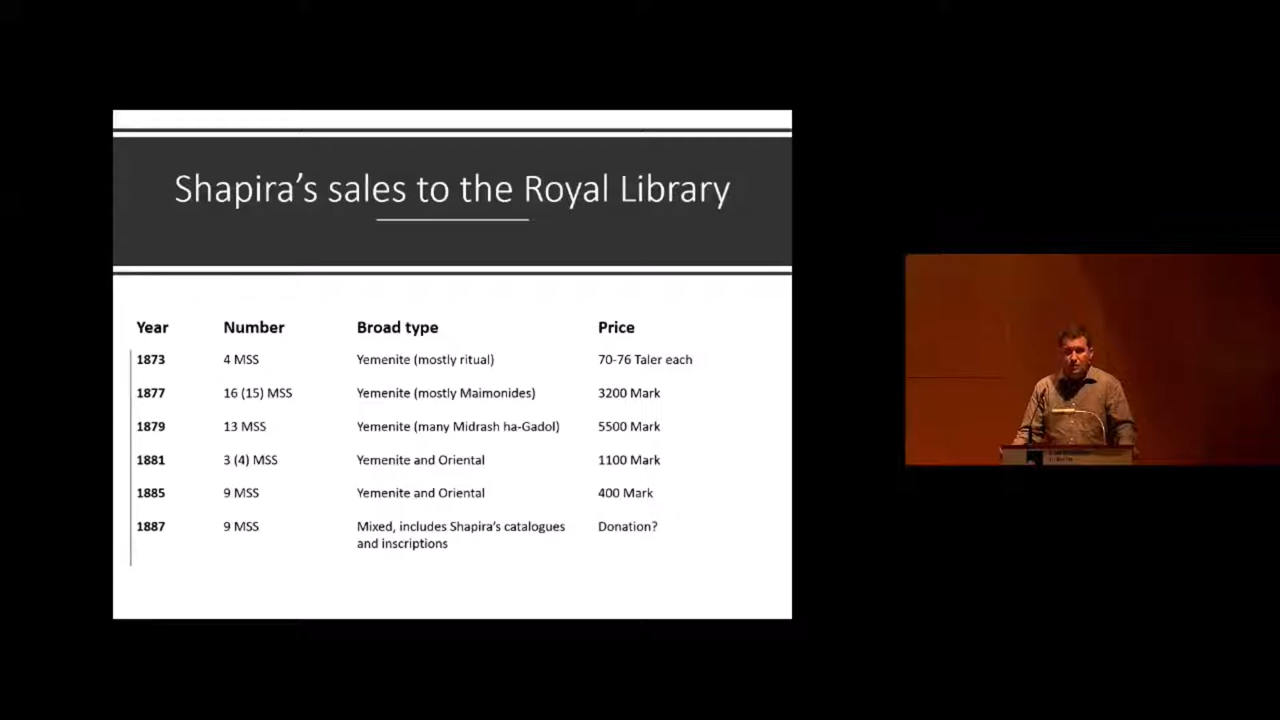 Shapira's sales to the Royal Library
Year Number Broad type Price
1873 4 MSS Yemenite (mostly ritual) 70-76 Taler each
1877 16 (15) MSS Yemenite (mostly Maimonides) 3200 Mark
1879 13 MSS Yemenite (many Midrash ha-Gadol) 5500 Mark
1881 3 (4) MSS Yemenite and Oriental 1100 Mark
1885 9 MSS Yemenite and Oriental 400 Mark
1887 9 MSS Mixed, includes Shapira's catalogues Donation?
and inscriptions